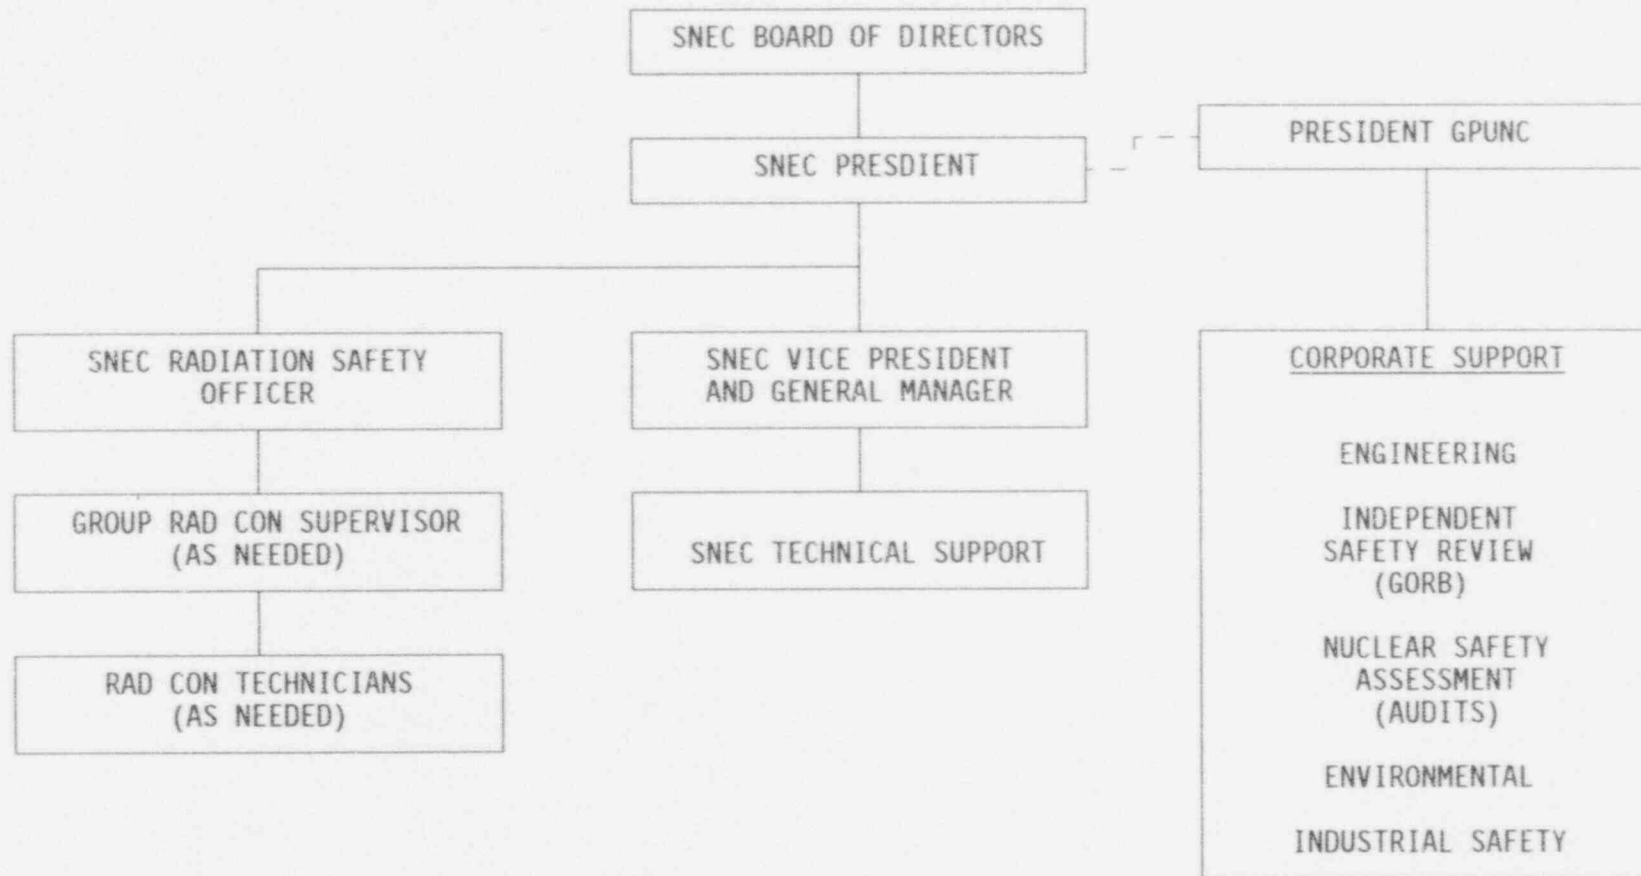 SNEC BOARD OF DIRECTORS
PRESIDENT GPUNC
SNEC PRESDIENT
SNEC RADIATION SAFETY
OFFICER
SNEC VICE PRESIDENT
AND GENERAL MANAGER
CORPORATE SUPPORT
ENGINEERING
GROUP RAD CON SUPERVISOR
(AS NEEDED)
SNEC TECHNICAL SUPPORT
INDEPENDENT
SAFETY REVIEW
(GORB)
RAD CON TECHNICIANS
(AS NEEDED)
NUCLEAR SAFETY
ASSESSMENT
(AUDITS)
ENVIRONMENTAL
INDUSTRIAL SAFETY